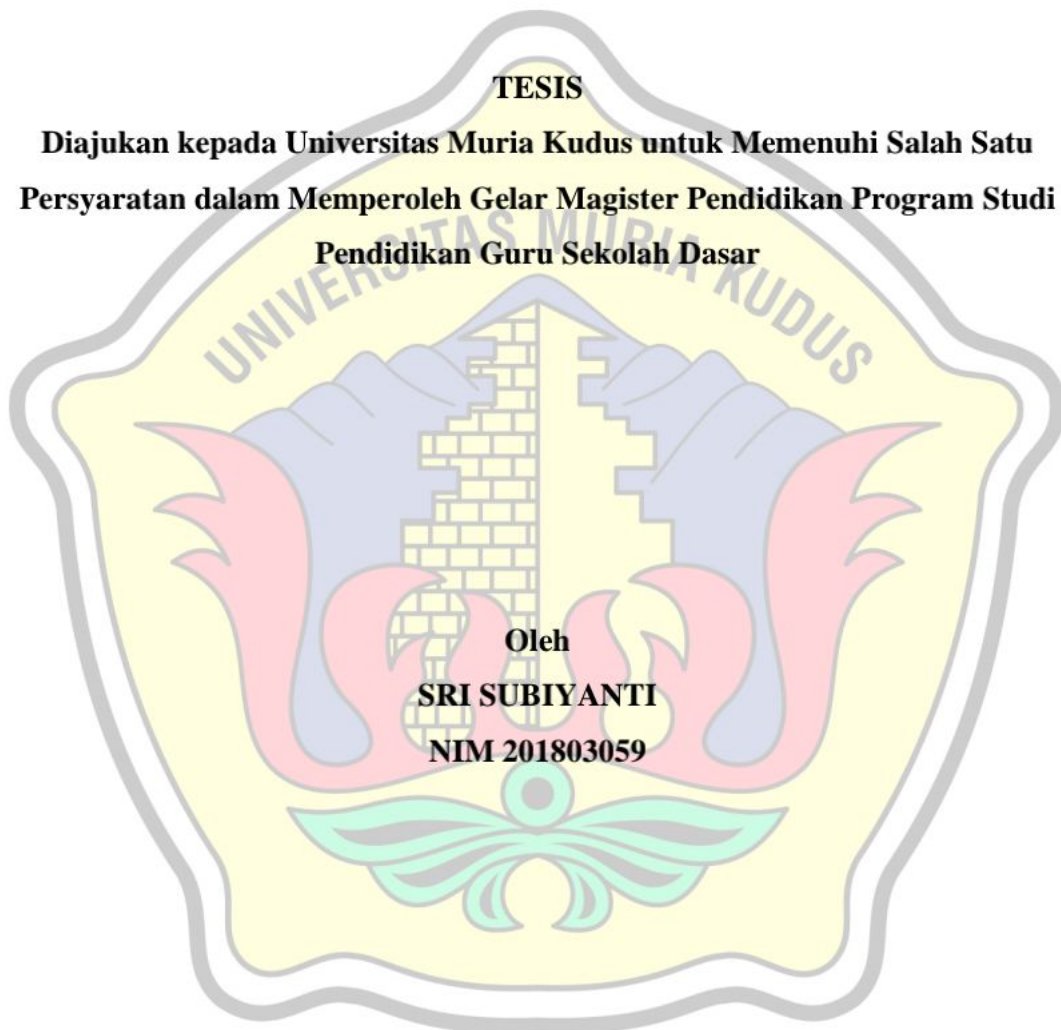 TESIS
Diajukan kepada Universitas Muria Kudus untuk Memenuhi Salah Satu
Persyaratan dalam Memperoleh Gelar Magister Pendidikan Program Studi
Pendidikan Guru Sekolah Dasar
UNIVERSITAS MURIA KUDUS
Oleh
SRI SUBIYANTI
NIM 201803059